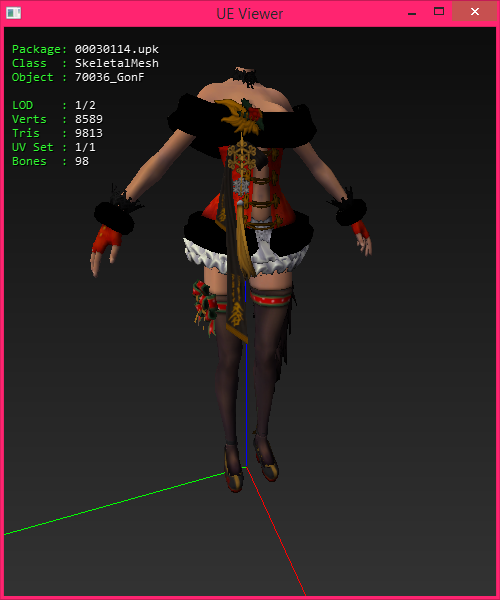 UE Viewer
Package: 00030114.upk
Class : SkeletalMesh
Object : 70036_GonF
LOD : 1/2
Verts : 8589
Tris : 9813
UV Set : 1/1
Bones : 98